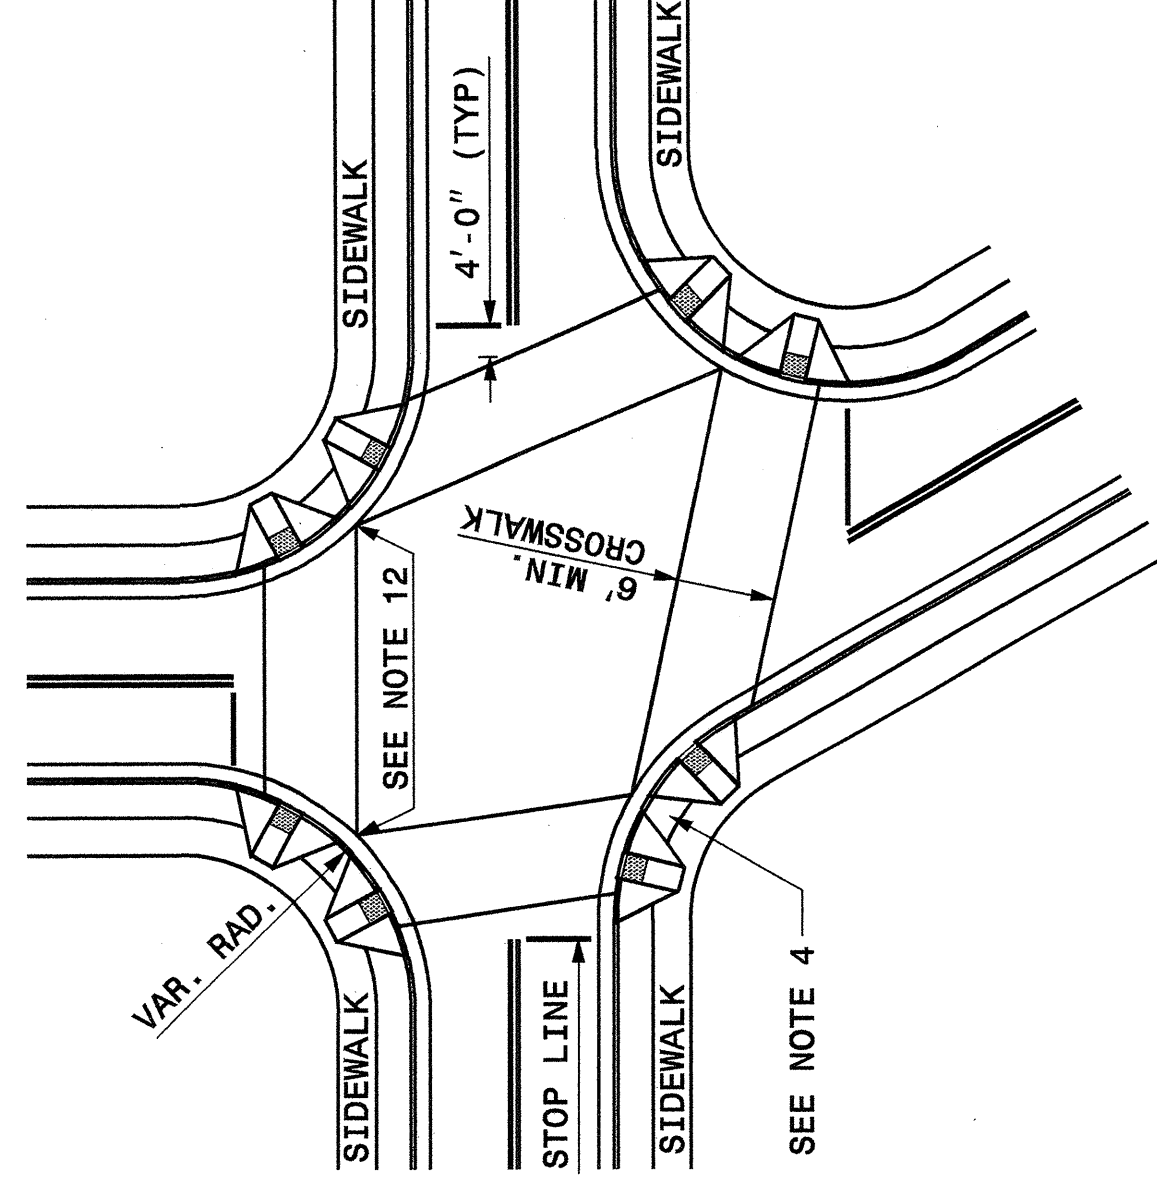 SIDEWALK
4'-0" (TYP)
SIDEWALK
6' MIN.
CROSSWALK
SEE NOTE 12
VAR. RAD.
SIDEWALK
STOP LINE
SIDEWALK
SEE NOTE 4